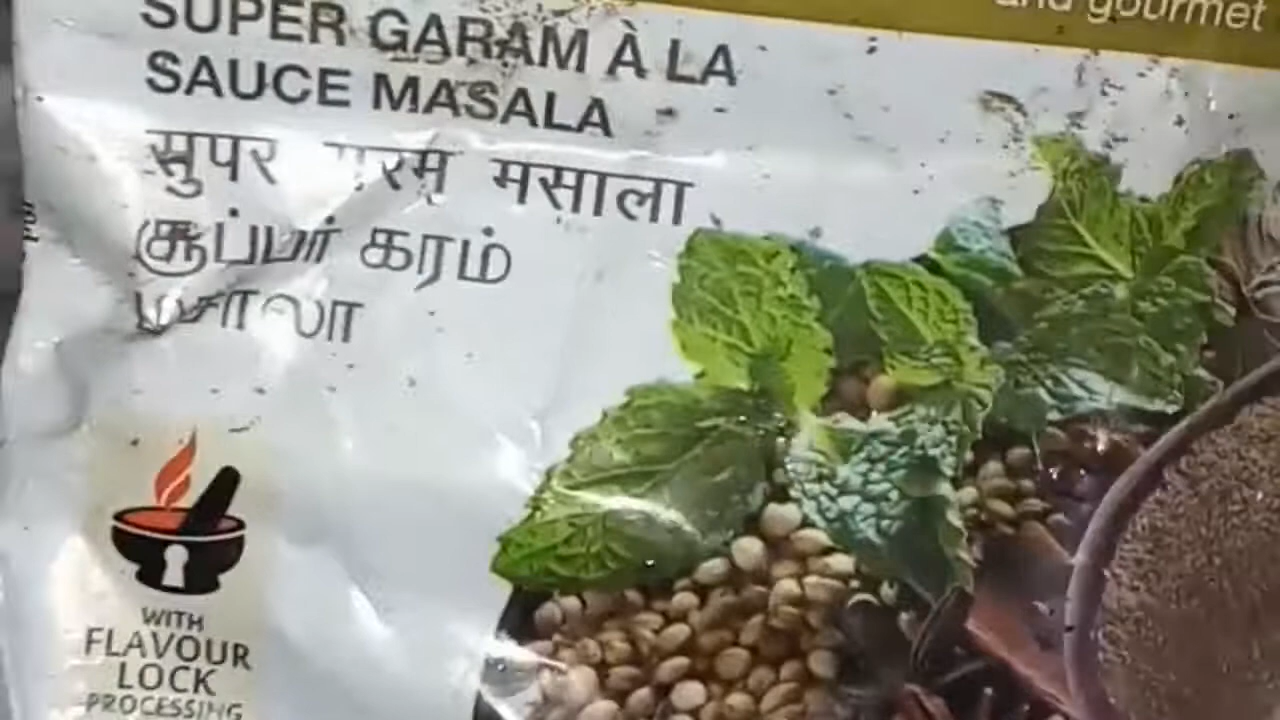 and gourmet
SUPER GARAM À LA
SAUCE MASALA
सुपर गरम मसाला
சூப்பர் கரம்
மசாலா
WITH
FLAVOUR
LOCK
PROCESSING